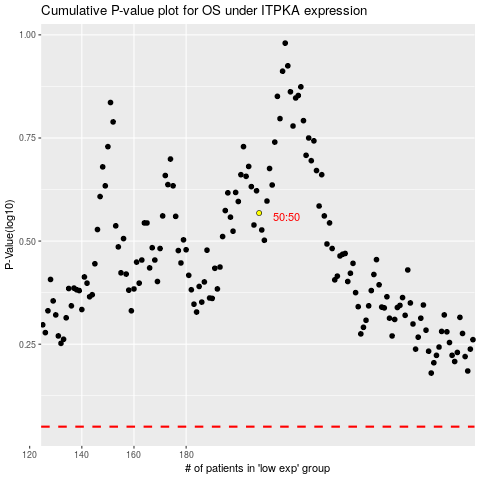 Cumulative P-value plot for OS under ITPKA expression
1.00
0.75
P-Value(log10)
50:50
0.50
0.25
120 140 160 180
# of patients in 'low exp' group